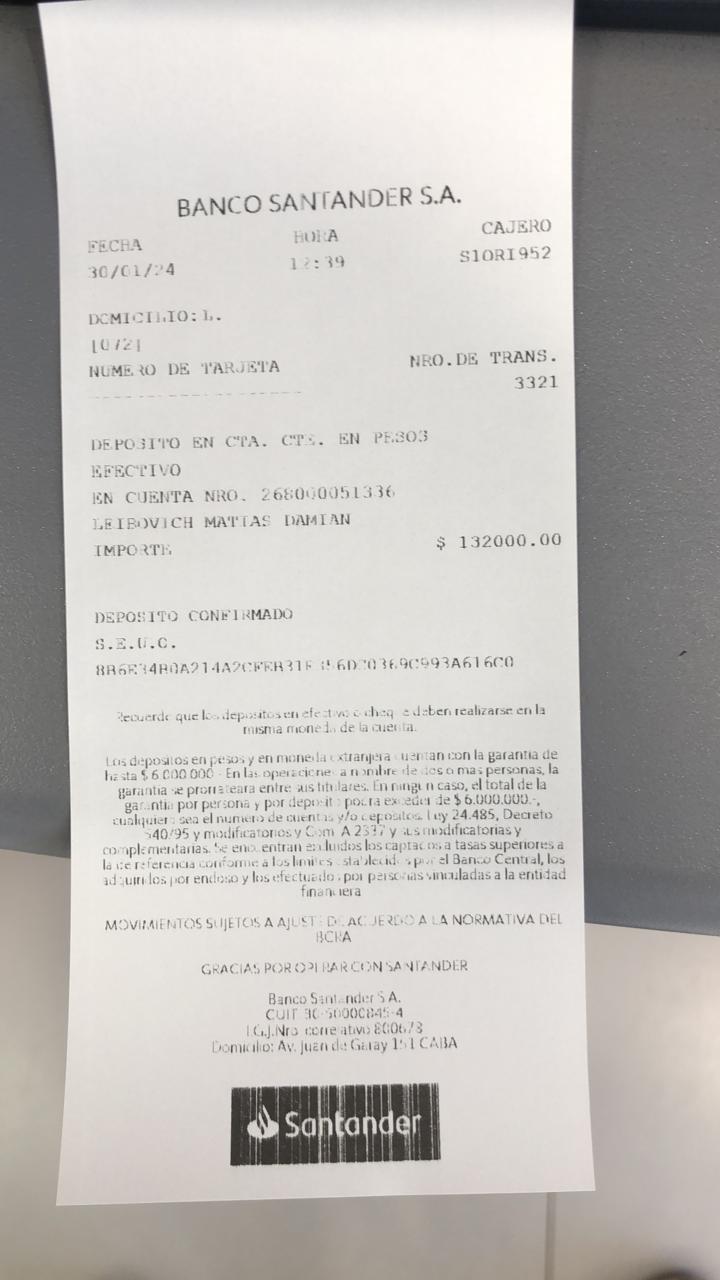 BANCO SANTANDER S.A.
FECHA HORA CAJERO
30/01/24 12:39 S1ORI952
DOMICILIO: L.
NUMERO DE TARJETA NRO.DE TRANS.
3321
DEPOSITO EN CTA. CTE. EN PESOS
EFECTIVO
EN CUENTA NRO. 268000051336
LEIBOVICH MATIAS DAMIAN
IMPORTE $ 132000.00
DEPOSITO CONFIRMADO
S.E.U.O.
Recuerde que los depositos en efectivo o cheque deben realizarse en la
misma moneda de la cuenta.
Los depositos en pesos y en moneda extranjera cuentan con la garantia de
hasta $ 6.000.000 - En las operaciones a nombre de dos o mas personas, la
garantia se prorrateara entre sus titulares. En ningun caso, el total de la
garantia por persona y por deposito podra exceder de $ 6.000.000.-,
cualquiera sea el numero de cuentas y/o depositos. Ley 24.485, Decreto
540/95 y modificatorios y Com. A 2337 y sus modificatorias y
complementarias. Se encuentran excluidos los captados a tasas superiores a
la de referencia conforme a los limites establecidos por el Banco Central, los
adquiridos por endoso y los efectuados por personas vinculadas a la entidad
financiera
MOVIMIENTOS SUJETOS A AJUSTE DE ACUERDO A LA NORMATIVA DEL
BCRA
GRACIAS POR OPERAR CON SANTANDER
Banco Santander S.A.
CUIT 30-50000845-4
I.G.J. Nro. correlativo 800678
Domicilio: Av. Juan de Garay 151 CABA
Santander